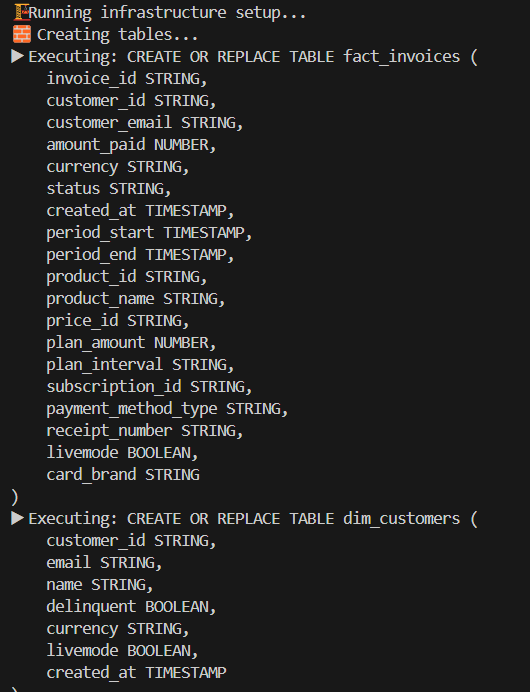 Running infrastructure setup...
Creating tables...
Executing: CREATE OR REPLACE TABLE fact_invoices (
invoice_id STRING,
customer_id STRING,
customer_email STRING,
amount_paid NUMBER,
currency STRING,
status STRING,
created_at TIMESTAMP,
period_start TIMESTAMP,
period_end TIMESTAMP,
product_id STRING,
product_name STRING,
price_id STRING,
plan_amount NUMBER,
plan_interval STRING,
subscription_id STRING,
payment_method_type STRING,
receipt_number STRING,
livemode BOOLEAN,
card_brand STRING
)
Executing: CREATE OR REPLACE TABLE dim_customers (
customer_id STRING,
email STRING,
name STRING,
delinquent BOOLEAN,
currency STRING,
livemode BOOLEAN,
created_at TIMESTAMP
)